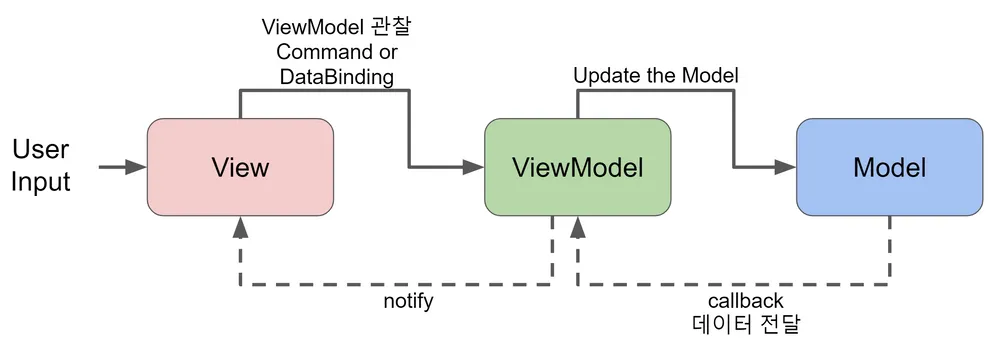 ViewModel 관찰
Command or
DataBinding
Update the Model
User
Input
View
ViewModel
Model
notify
callback
데이터 전달